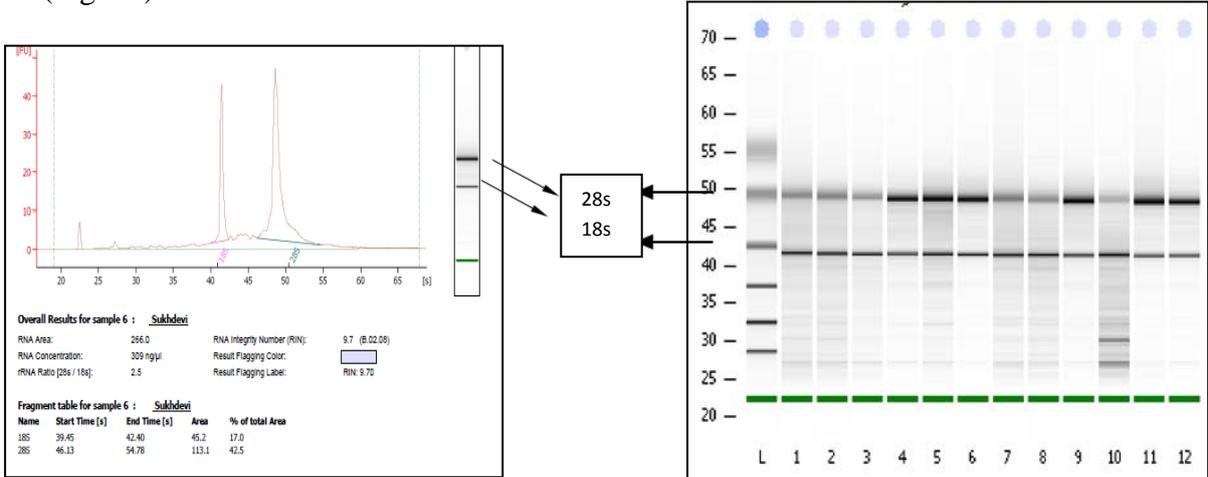 [FU]
40
30
20
10
0
18S
28S
20 25 30 35 40 45 50 55 60 65 [s]
Overall Results for sample 6 : Sukhdevi
RNA Area: 266.0 RNA Integrity Number (RIN): 9.7 (B.02.08)
RNA Concentration: 309 ng/µl Result Flagging Color:
rRNA Ratio [28s / 18s]: 2.5 Result Flagging Label: RIN: 9.70
Fragment table for sample 6 : Sukhdevi
Name Start Time [s] End Time [s] Area % of total Area
18S 39.45 42.40 45.2 17.0
28S 46.13 54.78 113.1 42.5
28s
18s
70
65
60
55
50
45
40
35
30
25
20
L 1 2 3 4 5 6 7 8 9 10 11 12